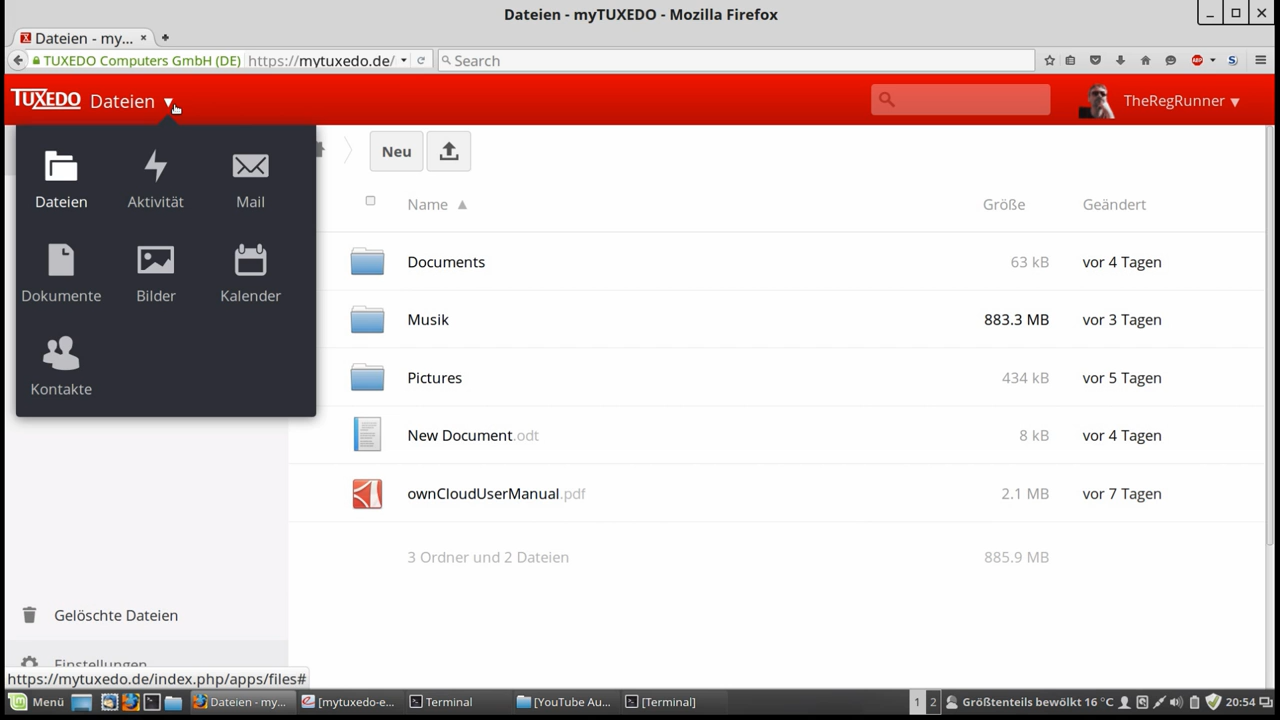 Dateien - myTUXEDO - Mozilla Firefox
Dateien - my...
TUXEDO Computers GmbH (DE) https://mytuxedo.de/ Search
TUXEDO Dateien TheRegRunner
Dateien Aktivität Mail
Dokumente Bilder Kalender
Kontakte
Neu
Name Größe Geändert
Documents 63 kB vor 4 Tagen
Musik 883.3 MB vor 3 Tagen
Pictures 434 kB vor 5 Tagen
New Document.odt 8 kB vor 4 Tagen
ownCloudUserManual.pdf 2.1 MB vor 7 Tagen
3 Ordner und 2 Dateien 885.9 MB
Gelöschte Dateien
Einstellungen
https://mytuxedo.de/index.php/apps/files#
Menü Dateien - my... [mytuxedo-e... Terminal [YouTube Au... [Terminal] 1 2 Größtenteils bewölkt 16 °C 20:54